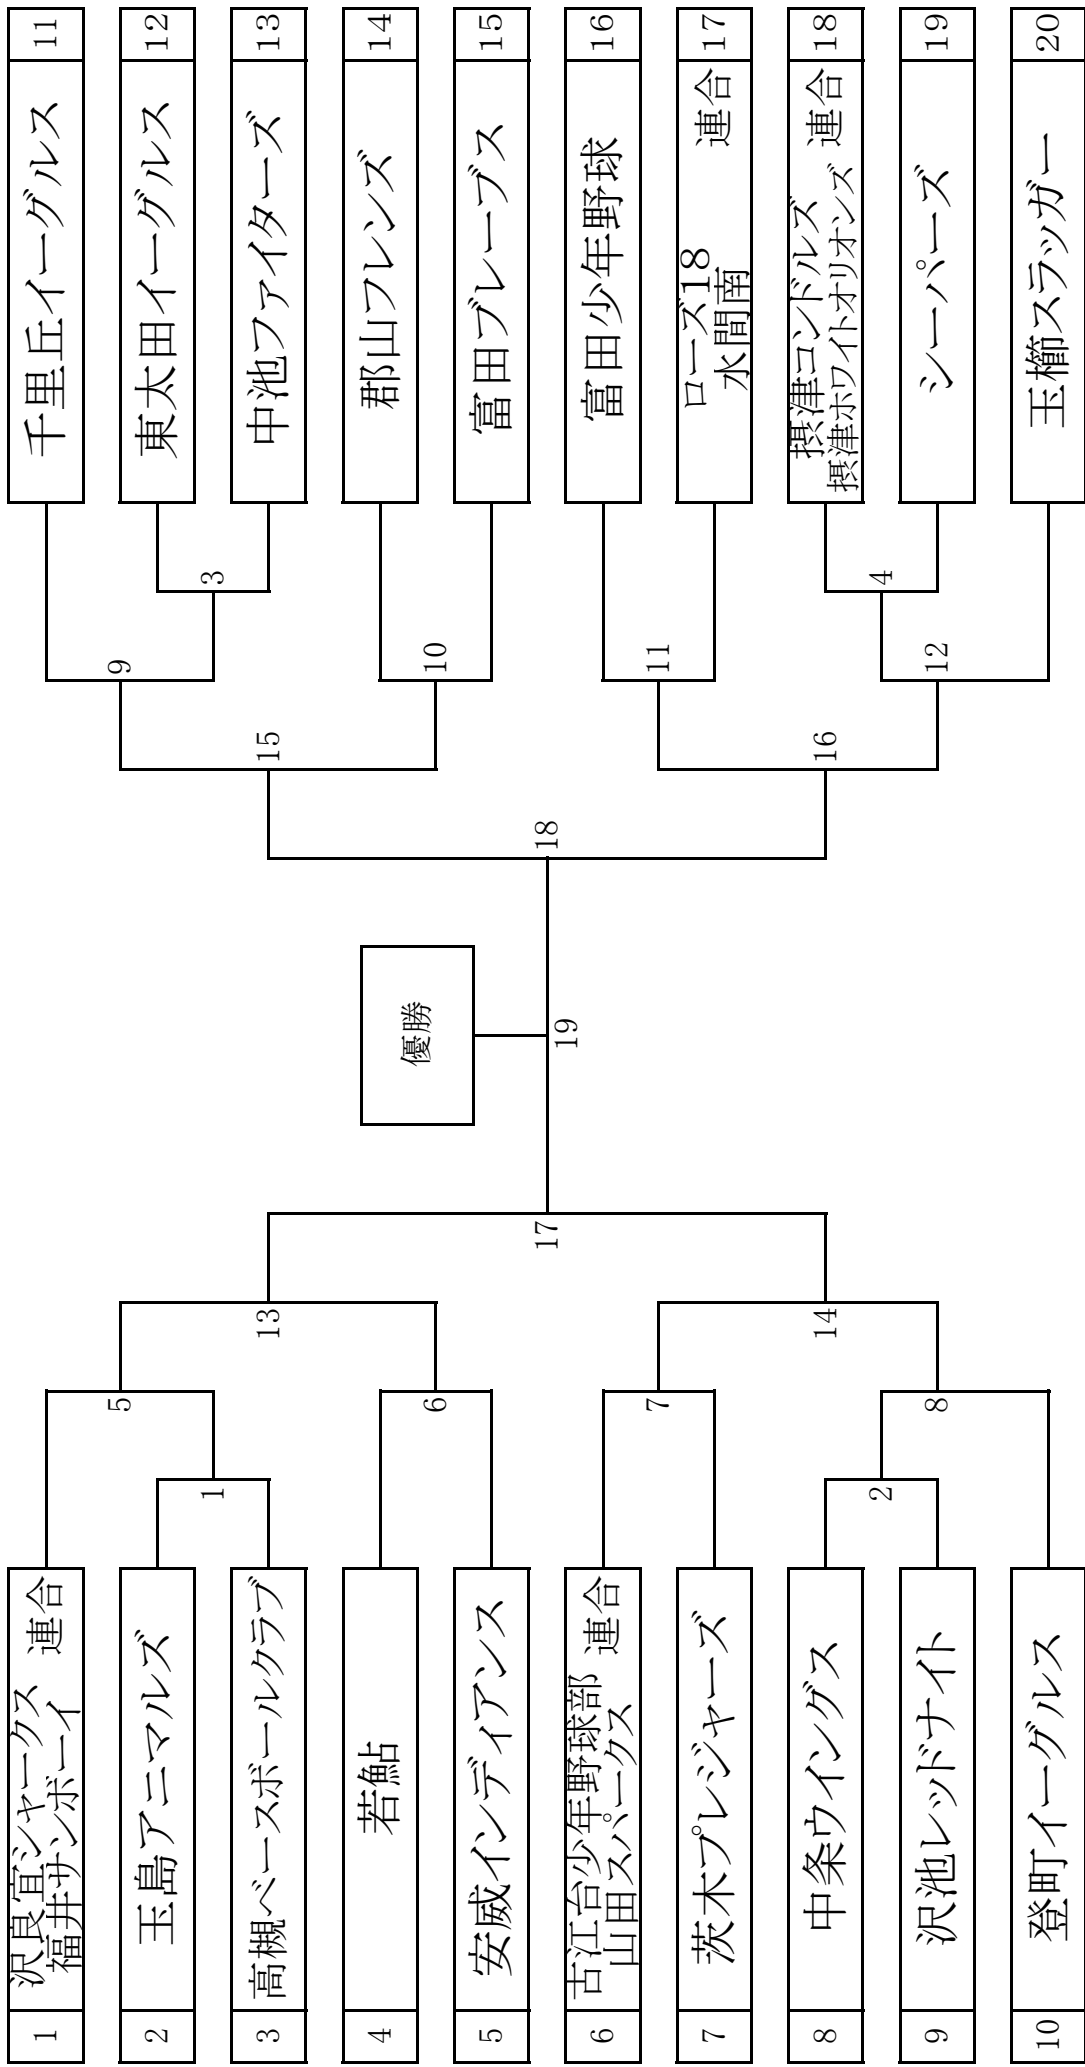 1
沢良宜シャークス
福井サンボーイ
連合
2
玉島アニマルズ
3
高槻ベースボールクラブ
4
若鮎
5
安威インディアンス
6
古江台少年野球部
山田スパークス
連合
7
茨木プレジャーズ
8
中条ウイングス
9
沢池レッドナイト
10
登町イーグルス
1
2
5
6
7
8
13
14
17
優勝
19
18
15
16
9
10
11
12
3
4
千里丘イーグルス
11
東太田イーグルス
12
中池ファイターズ
13
郡山フレンズ
14
富田ブレーブス
15
富田少年野球
16
ローズ18
水間南
連合
17
摂津コンドルズ
摂津ホワイトオリオンズ
連合
18
シーパーズ
19
玉櫛スラッガー
20